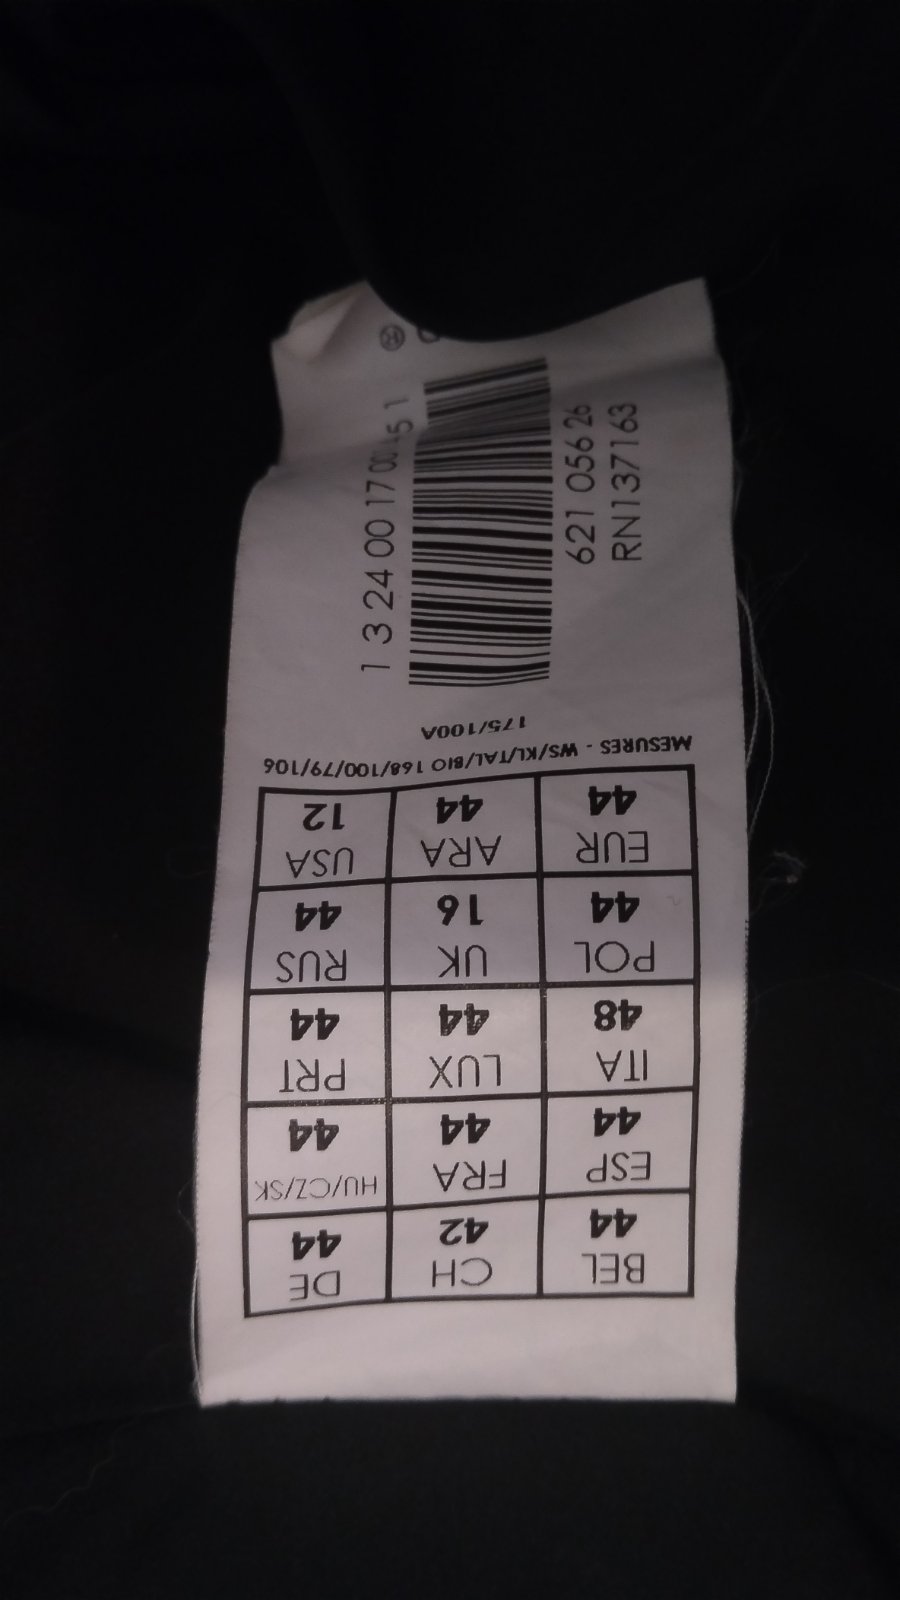 BEL CH DE
44 42 44
ESP FRA HU/CZ/SK
44 44 44
ITA LUX PRT
48 44 44
POL UK RUS
44 16 44
EUR ARA USA
44 44 12
MESURES - WS/KL/TAL/BIO 168/100/79/106
175/100A
1 3 24 00 17 00 45 1
621 056 26
RN137163